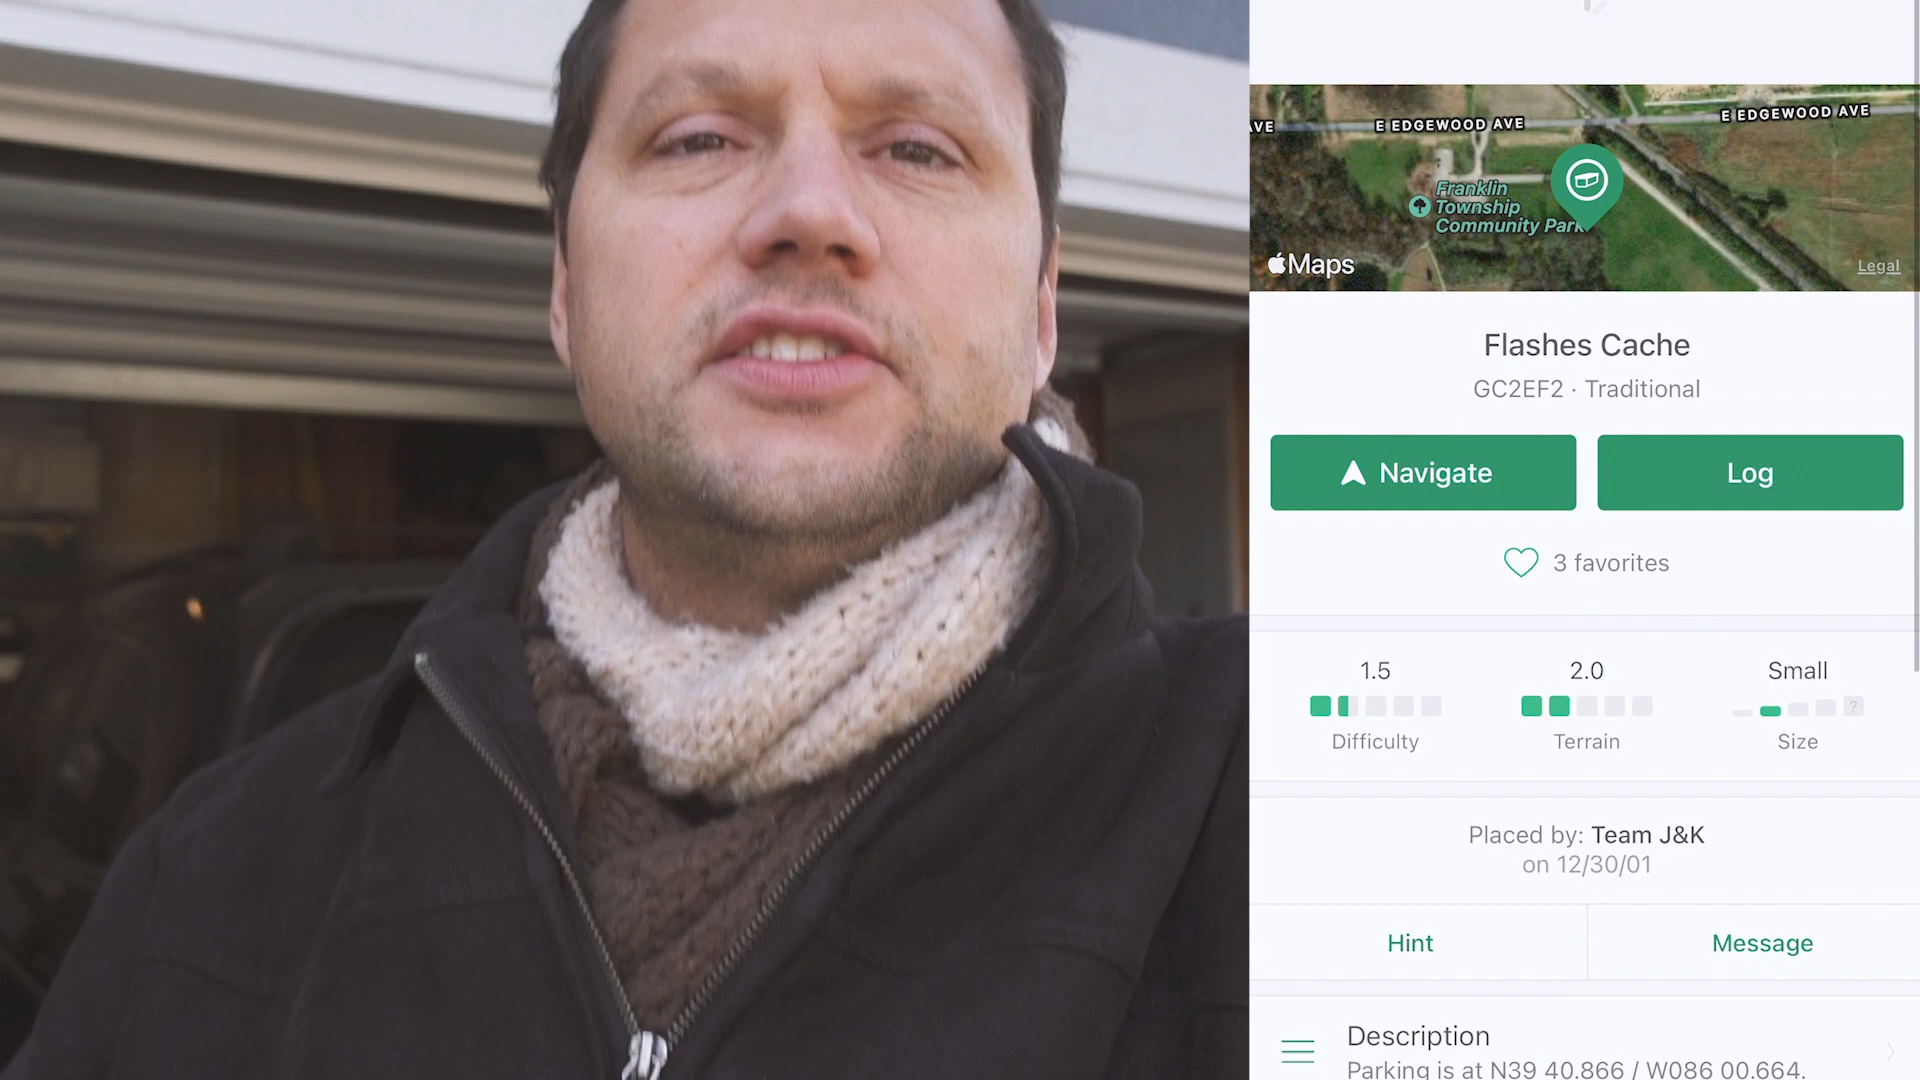 AVE
E EDGEWOOD AVE
E EDGEWOOD AVE
Franklin
Township
Community Park
Maps
Legal
Flashes Cache
GC2EF2 · Traditional
Navigate
Log
3 favorites
1.5
2.0
Small
?
Difficulty
Terrain
Size
Placed by: Team J&K
on 12/30/01
Hint
Message
Description
Parking is at N39 40.866 / W086 00.664.